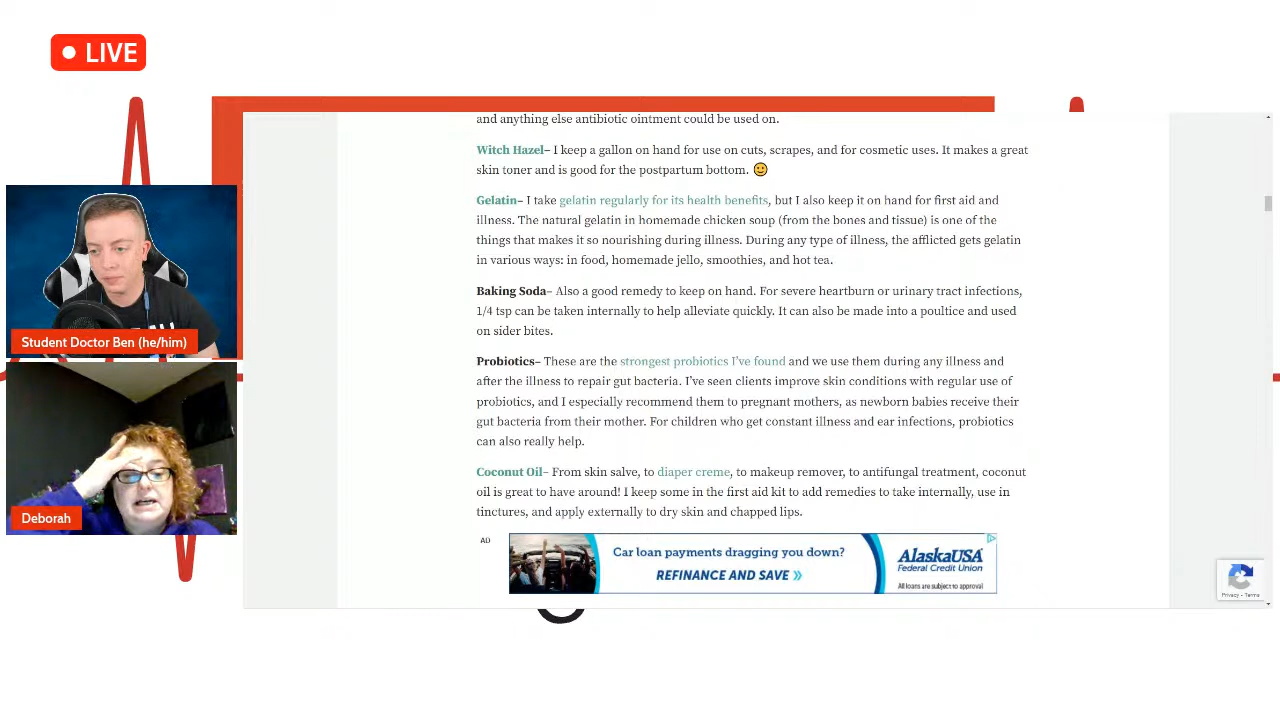 LIVE
and anything else antibiotic ointment could be used on.
Witch Hazel– I keep a gallon on hand for use on cuts, scrapes, and for cosmetic uses. It makes a great
skin toner and is good for the postpartum bottom. 🙂
Gelatin– I take gelatin regularly for its health benefits, but I also keep it on hand for first aid and
illness. The natural gelatin in homemade chicken soup (from the bones and tissue) is one of the
things that makes it so nourishing during illness. During any type of illness, the afflicted gets gelatin
in various ways: in food, homemade jello, smoothies, and hot tea.
Baking Soda– Also a good remedy to keep on hand. For severe heartburn or urinary tract infections,
1/4 tsp can be taken internally to help alleviate quickly. It can also be made into a poultice and used
on sider bites.
Probiotics– These are the strongest probiotics I've found and we use them during any illness and
after the illness to repair gut bacteria. I've seen clients improve skin conditions with regular use of
probiotics, and I especially recommend them to pregnant mothers, as newborn babies receive their
gut bacteria from their mother. For children who get constant illness and ear infections, probiotics
can also really help.
Coconut Oil– From skin salve, to diaper creme, to makeup remover, to antifungal treatment, coconut
oil is great to have around! I keep some in the first aid kit to add remedies to take internally, use in
tinctures, and apply externally to dry skin and chapped lips.
AD
Car loan payments dragging you down?
REFINANCE AND SAVE »
AlaskaUSA
Federal Credit Union
All loans are subject to approval
Privacy - Terms
Student Doctor Ben (he/him)
Deborah